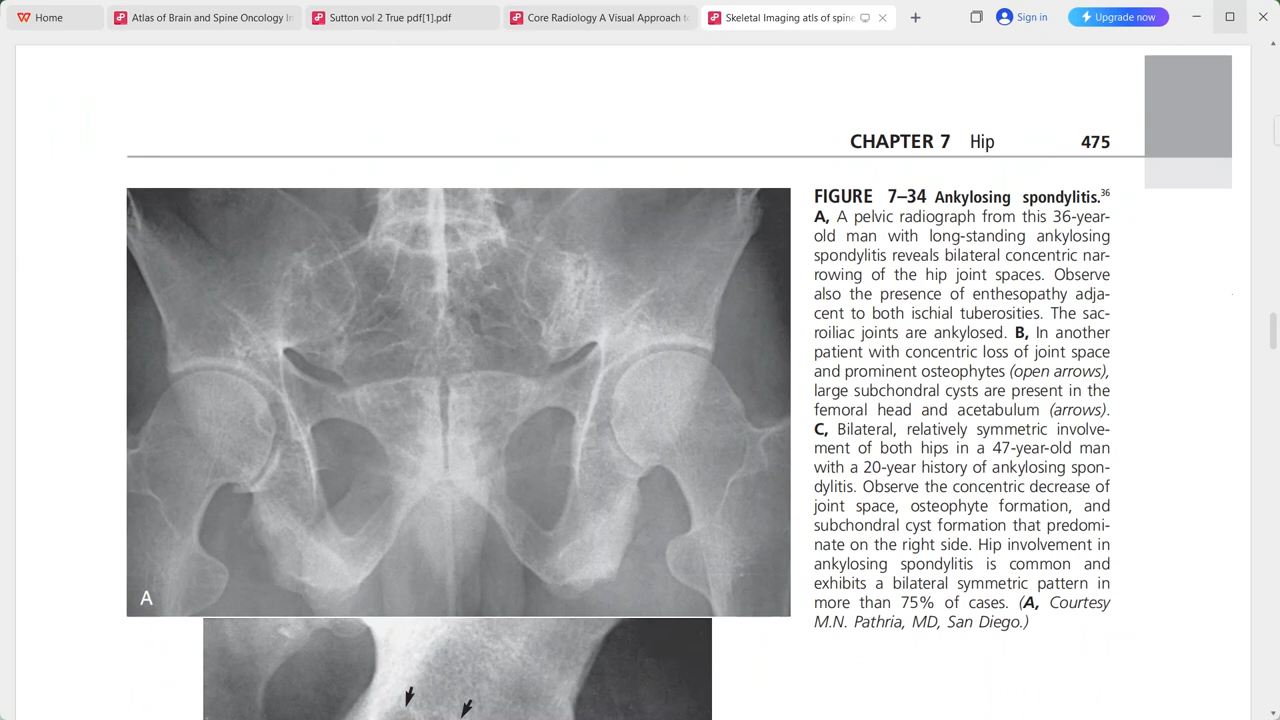 Home
Atlas of Brain and Spine Oncology I
Sutton vol 2 True pdf[1].pdf
Core Radiology A Visual Approach to
Skeletal Imaging atls of spine
Sign in
Upgrade now
CHAPTER 7 Hip 475
FIGURE 7–34 Ankylosing spondylitis.36
A, A pelvic radiograph from this 36-year-
old man with long-standing ankylosing
spondylitis reveals bilateral concentric nar-
rowing of the hip joint spaces. Observe
also the presence of enthesopathy adja-
cent to both ischial tuberosities. The sac-
roiliac joints are ankylosed. B, In another
patient with concentric loss of joint space
and prominent osteophytes (open arrows),
large subchondral cysts are present in the
femoral head and acetabulum (arrows).
C, Bilateral, relatively symmetric involve-
ment of both hips in a 47-year-old man
with a 20-year history of ankylosing spon-
dylitis. Observe the concentric decrease of
joint space, osteophyte formation, and
subchondral cyst formation that predomi-
nate on the right side. Hip involvement in
ankylosing spondylitis is common and
exhibits a bilateral symmetric pattern in
more than 75% of cases. (A, Courtesy
M.N. Pathria, MD, San Diego.)
A